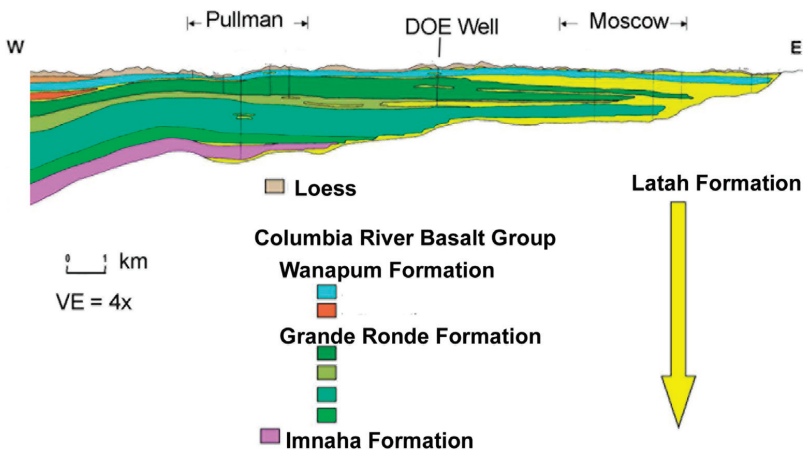 Pullman
DOE Well
Moscow
W
E
Loess
Latah Formation
Columbia River Basalt Group
0 1 km
Wanapum Formation
VE = 4x
Grande Ronde Formation
Imnaha Formation